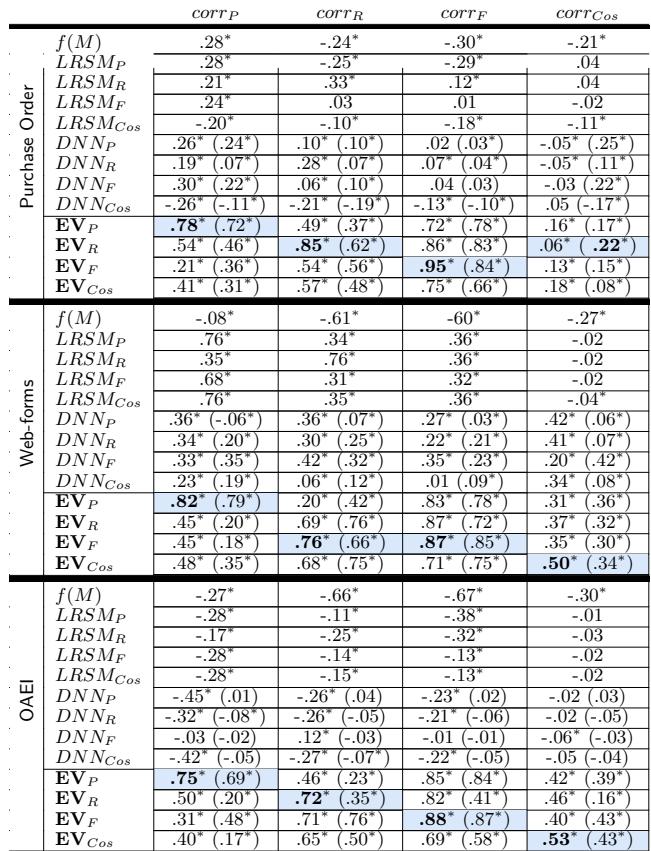 corr_P corr_R corr_F corr_Cos
Purchase Order
f(M) .28* -.24* -.30* -.21*
LRSM_P .28* -.25* -.29* .04
LRSM_R .21* .33* .12* .04
LRSM_F .24* .03 .01 -.02
LRSM_Cos -.20* -.10* -.18* -.11*
DNN_P .26* (.24*) .10* (.10*) .02 (.03*) -.05* (.25*)
DNN_R .19* (.07*) .28* (.07*) .07* (.04*) -.05* (.11*)
DNN_F .30* (.22*) .06* (.10*) .04 (.03) -.03 (.22*)
DNN_Cos -.26* (-.11*) -.21* (-.19*) -.13* (-.10*) .05 (-.17*)
EV_P .78* (.72*) .49* (.37*) .72* (.78*) .16* (.17*)
EV_R .54* (.46*) .85* (.62*) .86* (.83*) .06* ( .22*)
EV_F .21* (.36*) .54* (.56*) .95* (.84*) .13* (.15*)
EV_Cos .41* (.31*) .57* (.48*) .75* (.66*) .18* (.08*)
Web-forms
f(M) -.08* -.61* -60* -.27*
LRSM_P .76* .34* .36* -.02
LRSM_R .35* .76* .36* -.02
LRSM_F .68* .31* .32* -.02
LRSM_Cos .76* .35* .36* -.04*
DNN_P .36* (-.06*) .36* (.07*) .27* (.03*) .42* (.06*)
DNN_R .34* (.20*) .30* (.25*) .22* (.21*) .41* (.07*)
DNN_F .33* (.35*) .42* (.32*) .35* (.23*) .20* (.42*)
DNN_Cos .23* (.19*) .06* (.12*) .01 (.09*) .34* (.08*)
EV_P .82* (.79*) .20* (.42*) .83* (.78*) .31* (.36*)
EV_R .45* (.20*) .69* (.76*) .87* (.72*) .37* (.32*)
EV_F .45* (.18*) .76* (.66*) .87* (.85*) .35* (.30*)
EV_Cos .48* (.35*) .68* (.75*) .71* (.75*) .50* (.34*)
OAEI
f(M) -.27* -.66* -.67* -.30*
LRSM_P -.28* -.11* -.38* -.01
LRSM_R -.17* -.25* -.32* -.03
LRSM_F -.28* -.14* -.13* -.02
LRSM_Cos -.28* -.15* -.13* -.02
DNN_P -.45* (.01) -.26* (.04) -.23* (.02) -.02 (.03)
DNN_R -.32* (-.08*) -.26* (-.05) -.21* (-.06) -.02 (-.05)
DNN_F -.03 (-.02) .12* (-.03) -.01 (-.01) -.06* (-.03)
DNN_Cos -.42* (-.05) -.27* (-.07*) -.22* (-.05) -.05 (-.04)
EV_P .75* (.69*) .46* (.23*) .85* (.84*) .42* (.39*)
EV_R .50* (.20*) .72* (.35*) .82* (.41*) .46* (.16*)
EV_F .31* (.48*) .71* (.76*) .88* (.87*) .40* (.43*)
EV_Cos .40* (.17*) .65* (.50*) .69* (.58*) .53* (.43*)